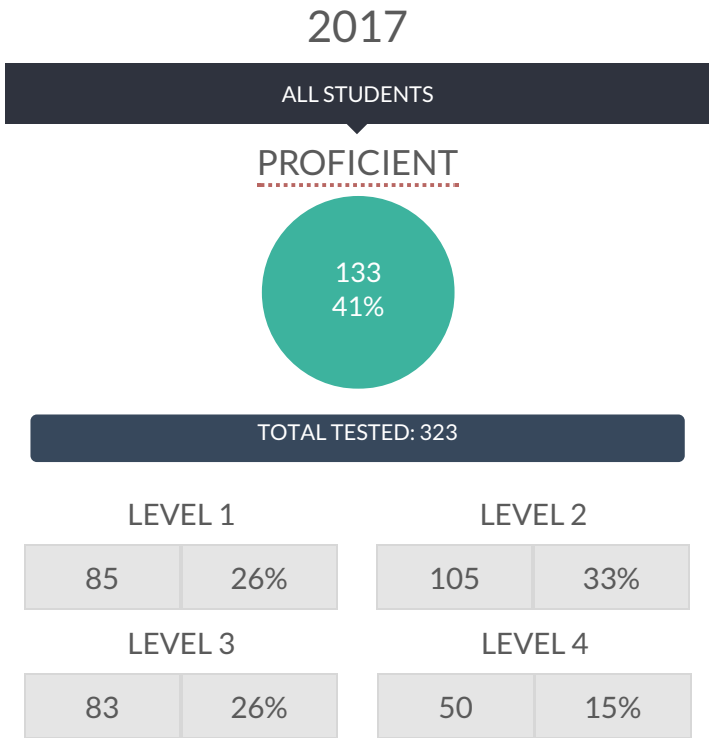 2017
ALL STUDENTS
PROFICIENT
133
41%
TOTAL TESTED: 323
LEVEL 1
85 26%
LEVEL 2
105 33%
LEVEL 3
83 26%
LEVEL 4
50 15%